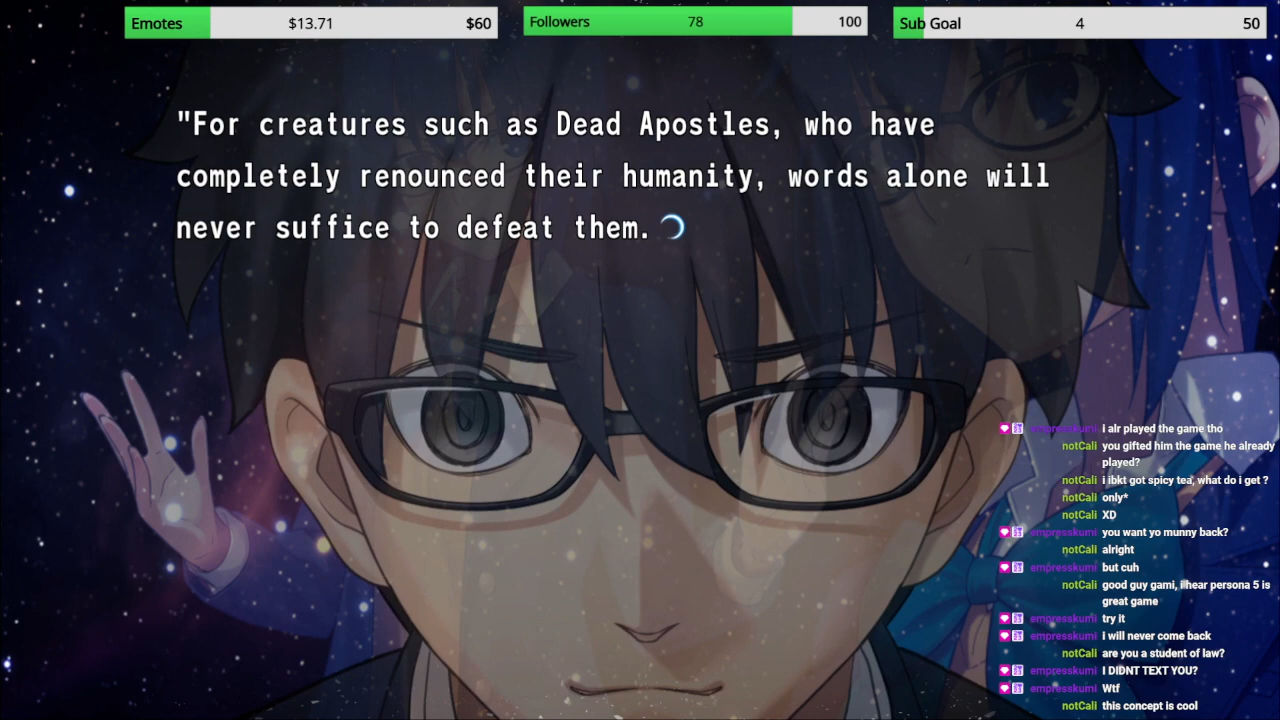 Emotes $13.71 $60
Followers 78 100
Sub Goal 4 50
"For creatures such as Dead Apostles, who have
completely renounced their humanity, words alone will
never suffice to defeat them.
empresskumi i alr played the game tho
notCali you gifted him the game he already
played?
notCali i ibkt got spicy tea, what do i get ?
notCali only*
notCali XD
empresskumi you want yo munny back?
notCali alright
empresskumi but cuh
notCali good guy gami, i hear persona 5 is
great game
empresskumi try it
empresskumi i will never come back
notCali are you a student of law?
empresskumi I DIDNT TEXT YOU?
empresskumi Wtf
notCali this concept is cool